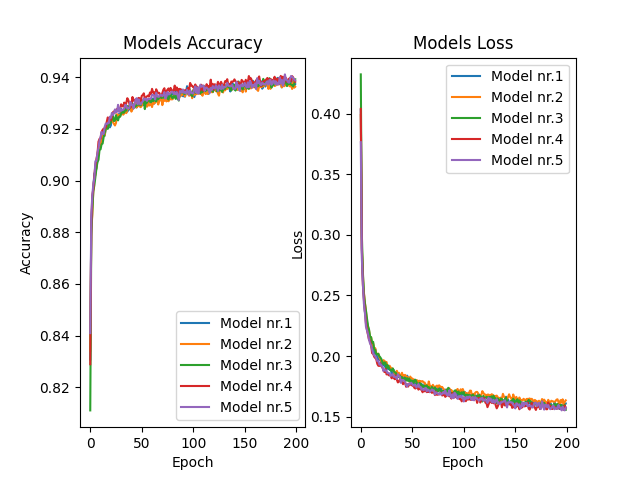 Models Accuracy
Accuracy
0.94
0.92
0.90
0.88
0.86
0.84
0.82
0
50
100
150
200
Epoch
Model nr.1
Model nr.2
Model nr.3
Model nr.4
Model nr.5
Models Loss
Loss
0.40
0.35
0.30
0.25
0.20
0.15
0
50
100
150
200
Epoch
Model nr.1
Model nr.2
Model nr.3
Model nr.4
Model nr.5